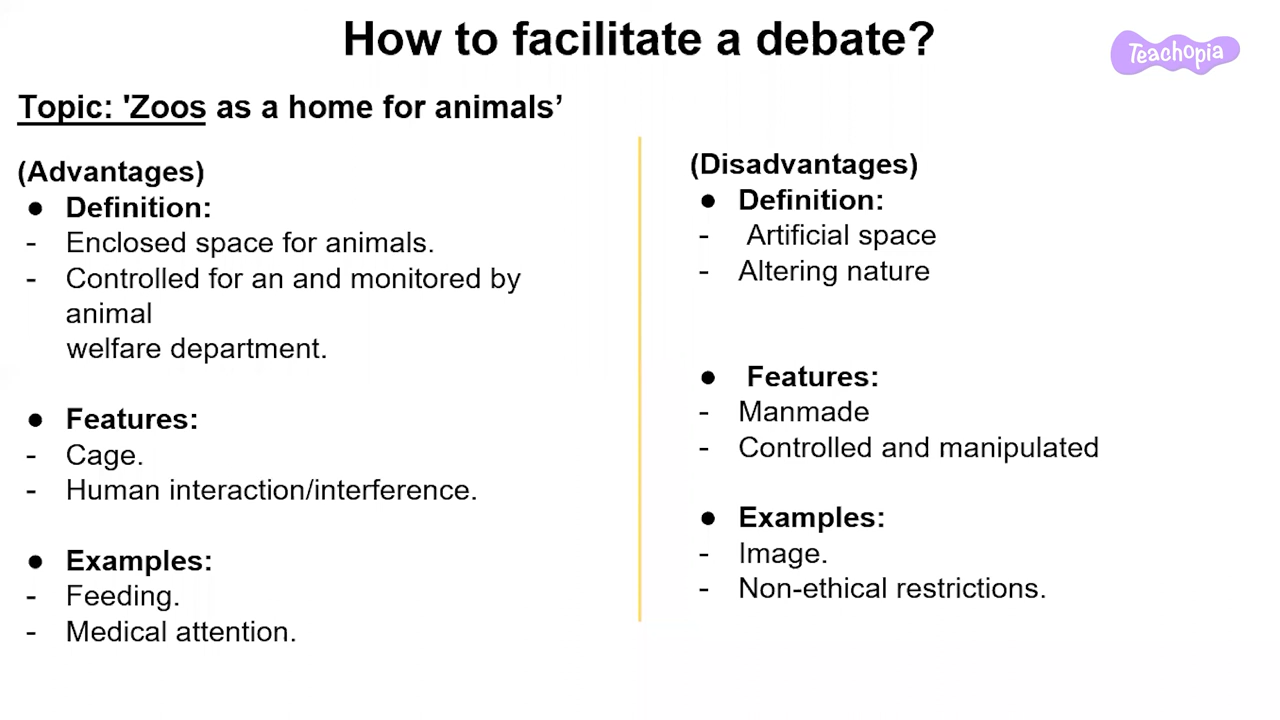 How to facilitate a debate?
Teachopia
Topic: 'Zoos as a home for animals’
(Advantages)
● Definition:
- Enclosed space for animals.
- Controlled for an and monitored by
animal
welfare department.
● Features:
- Cage.
- Human interaction/interference.
● Examples:
- Feeding.
- Medical attention.
(Disadvantages)
● Definition:
- Artificial space
- Altering nature
● Features:
- Manmade
- Controlled and manipulated
● Examples:
- Image.
- Non-ethical restrictions.